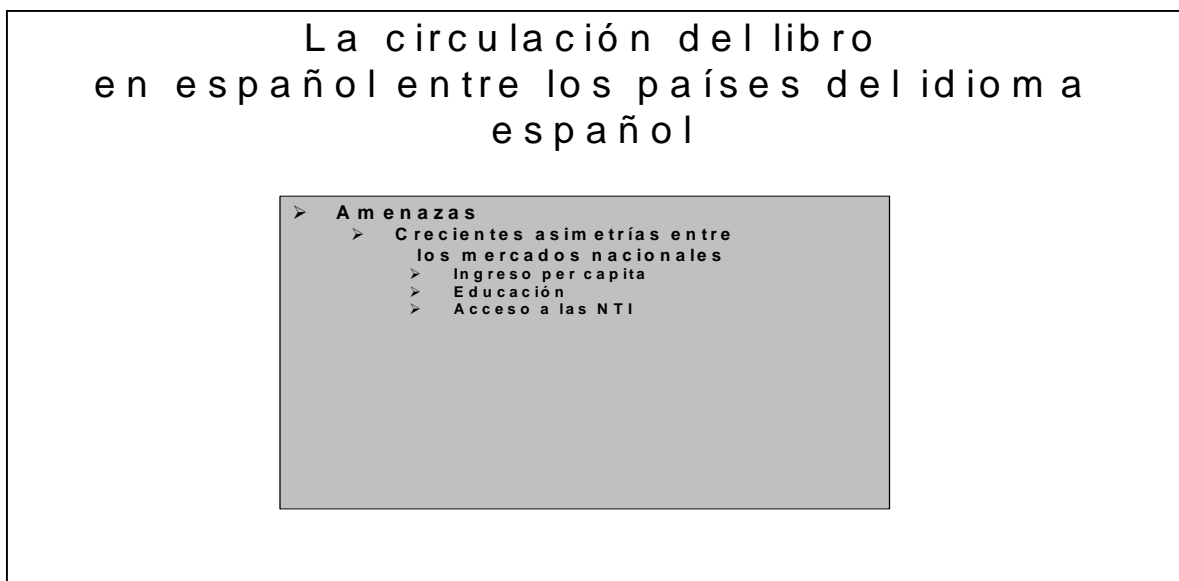 La circulación del libro
en español entre los países del idioma
español
➢ Amenazas
➢ Crecientes asimetrías entre
los mercados nacionales
➢ Ingreso per capita
➢ Educación
➢ Acceso a las NTI